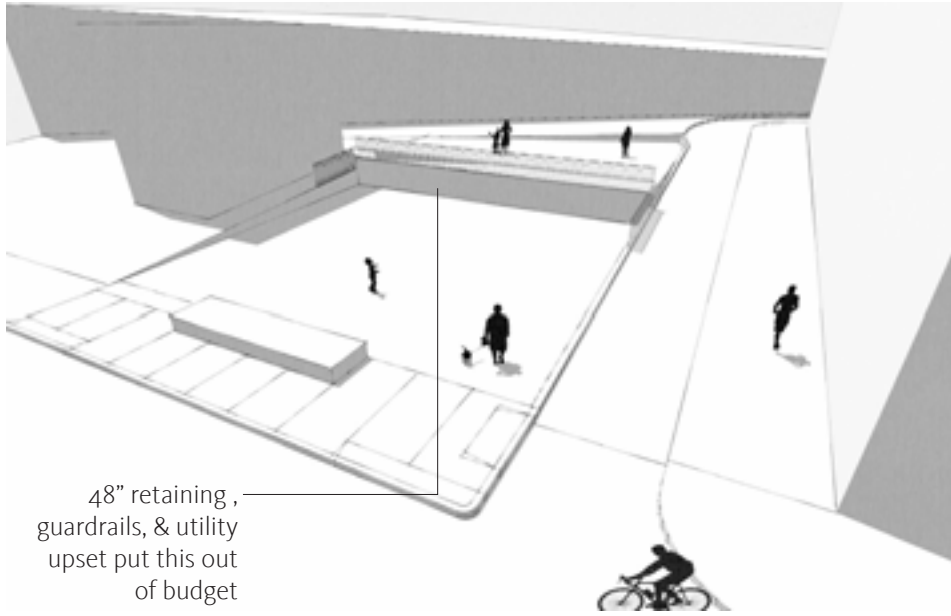 48” retaining ,
guardrails, & utility
upset put this out
of budget